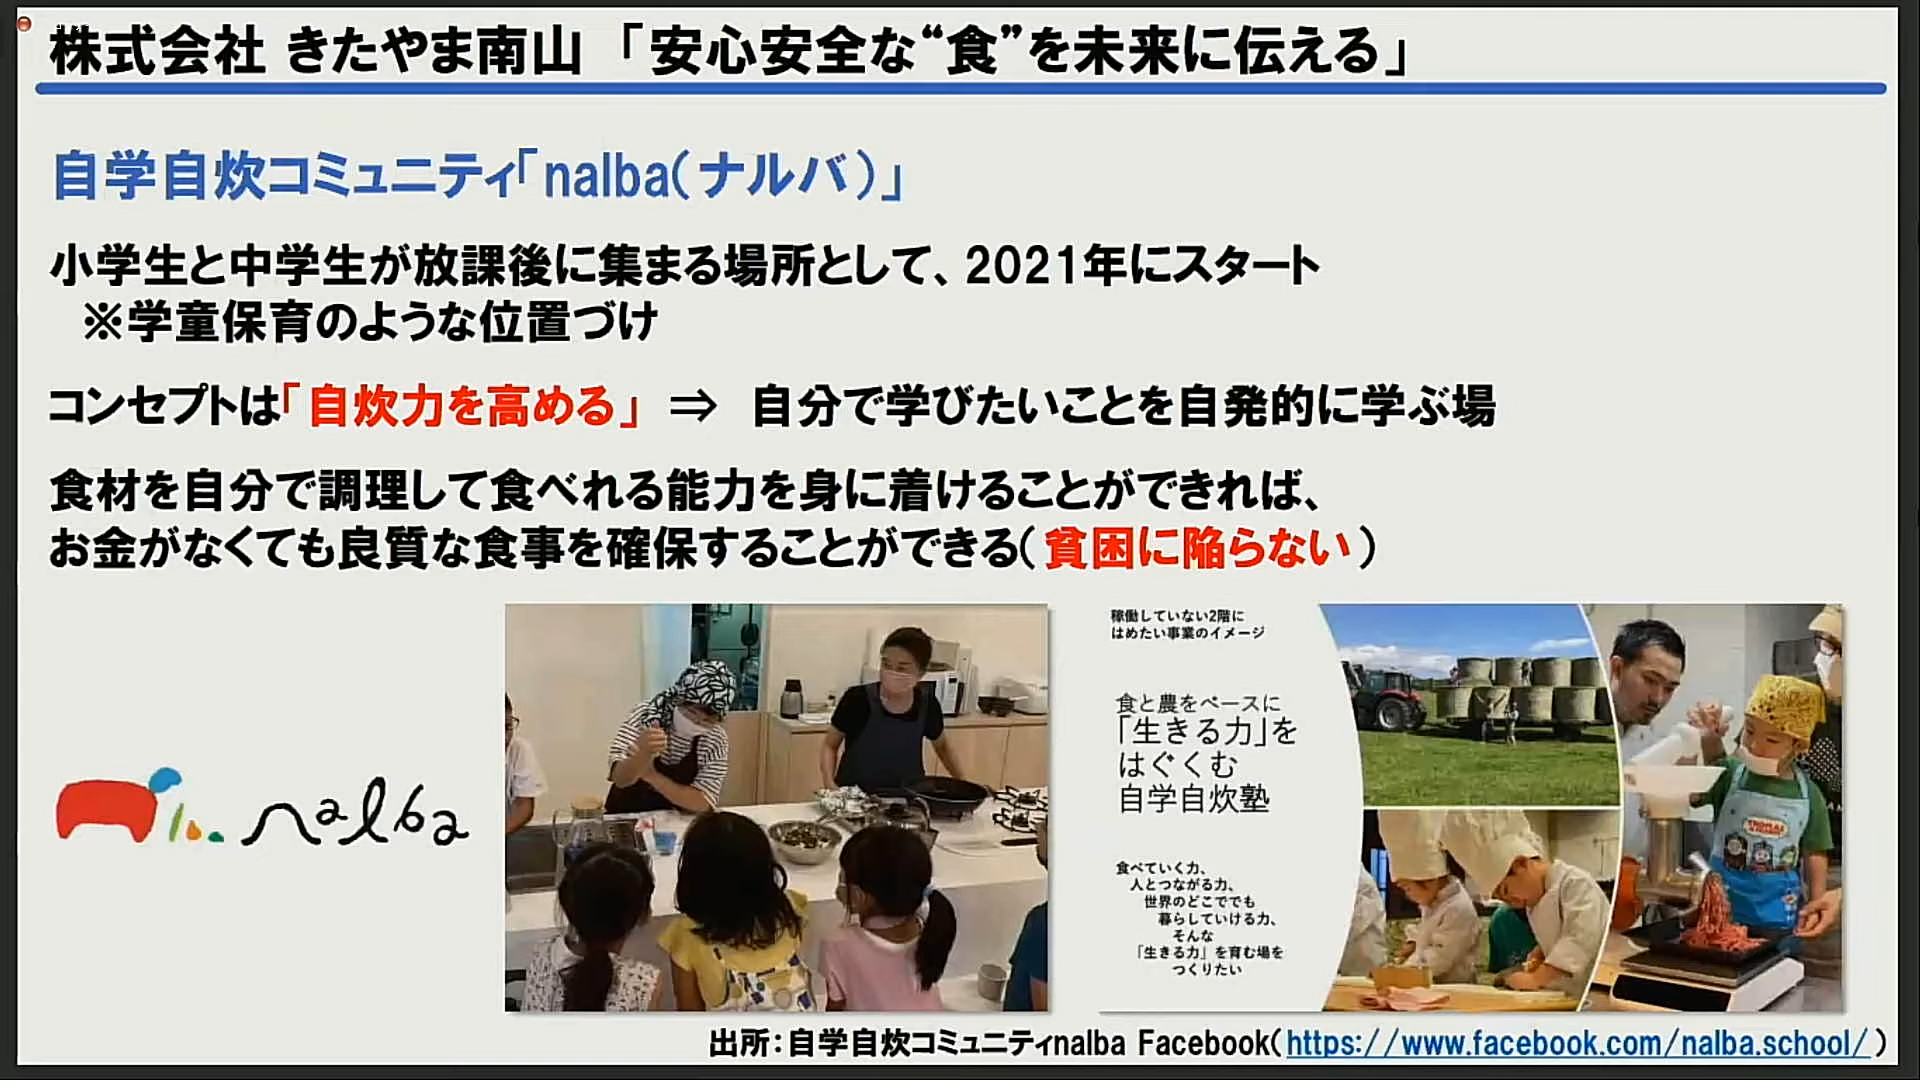 株式会社 きたやま南山 「安心安全な“食”を未来に伝える」
自学自炊コミュニティ「nalba（ナルバ）」
小学生と中学生が放課後に集まる場所として、2021年にスタート
※学童保育のような位置づけ
コンセプトは「自炊力を高める」 ⇒ 自分で学びたいことを自発的に学ぶ場
食材を自分で調理して食べれる能力を身に着けることができれば、
お金がなくても良質な食事を確保することができる（貧困に陥らない）
nalba
稼働していない2階に
はめたい事業のイメージ
食と農をベースに
「生きる力」を
はぐくむ
自学自炊塾
食べていく力、
人とつながる力、
世界のどこででも
暮らしていける力、
そんな
「生きる力」を育む場を
つくりたい
THOMAS
出所：自学自炊コミュニティnalba Facebook（https://www.facebook.com/nalba.school/）